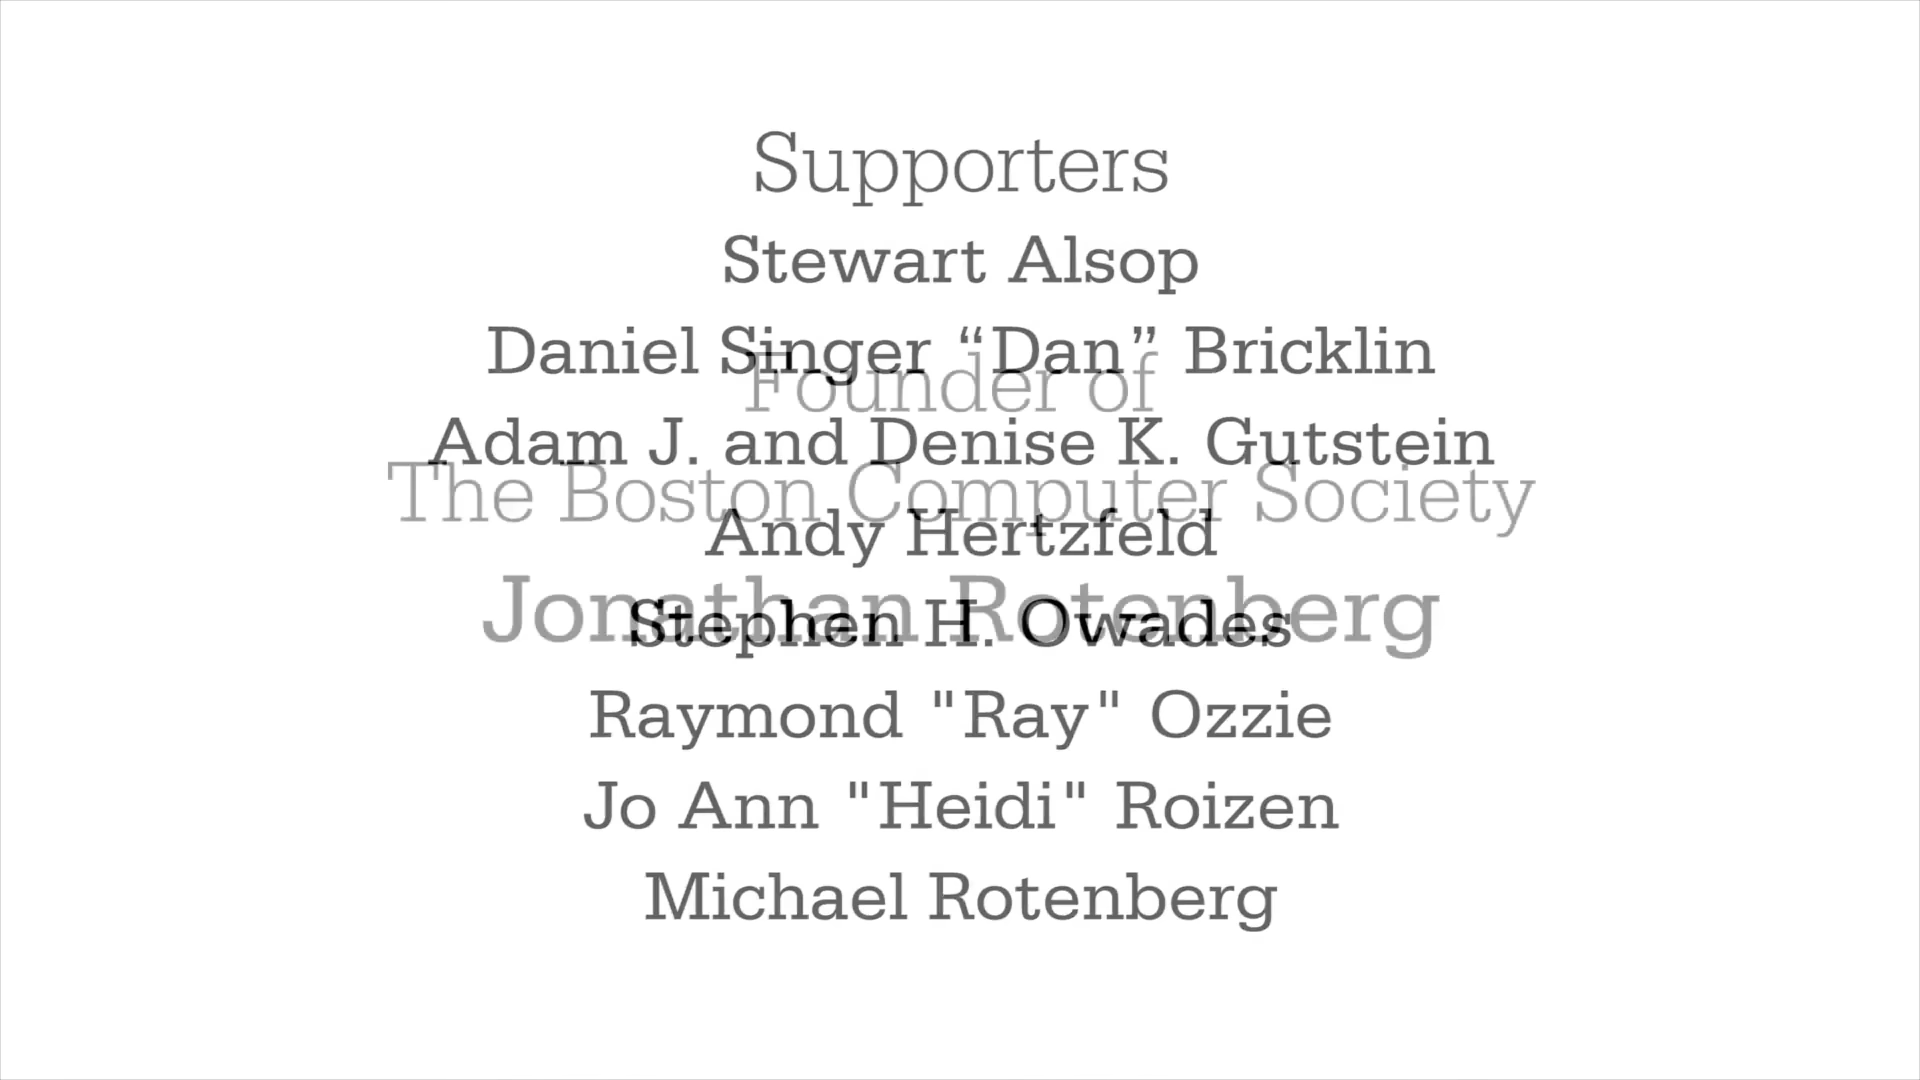 Supporters
Stewart Alsop
Daniel Singer “Dan” Bricklin
Founder of
Adam J. and Denise K. Gutstein
The Boston Computer Society
Andy Hertzfeld
Jonathan Rotenberg
Stephen H. Owades
Raymond "Ray" Ozzie
Jo Ann "Heidi" Roizen
Michael Rotenberg